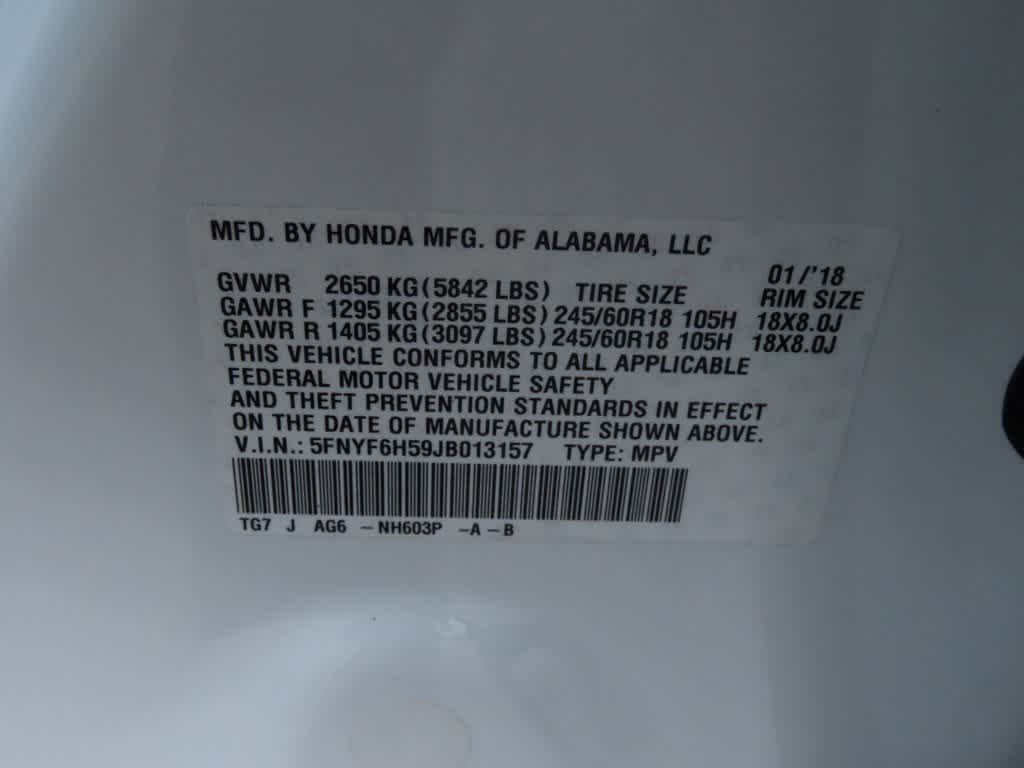 MFD. BY HONDA MFG. OF ALABAMA, LLC
01/'18
GVWR 2650 KG(5842 LBS) TIRE SIZE RIM SIZE
GAWR F 1295 KG(2855 LBS) 245/60R18 105H 18X8.0J
GAWR R 1405 KG(3097 LBS) 245/60R18 105H 18X8.0J
THIS VEHICLE CONFORMS TO ALL APPLICABLE
FEDERAL MOTOR VEHICLE SAFETY
AND THEFT PREVENTION STANDARDS IN EFFECT
ON THE DATE OF MANUFACTURE SHOWN ABOVE.
V.I.N.: 5FNYF6H59JB013157 TYPE: MPV
TG7 J AG6 -NH603P -A-B